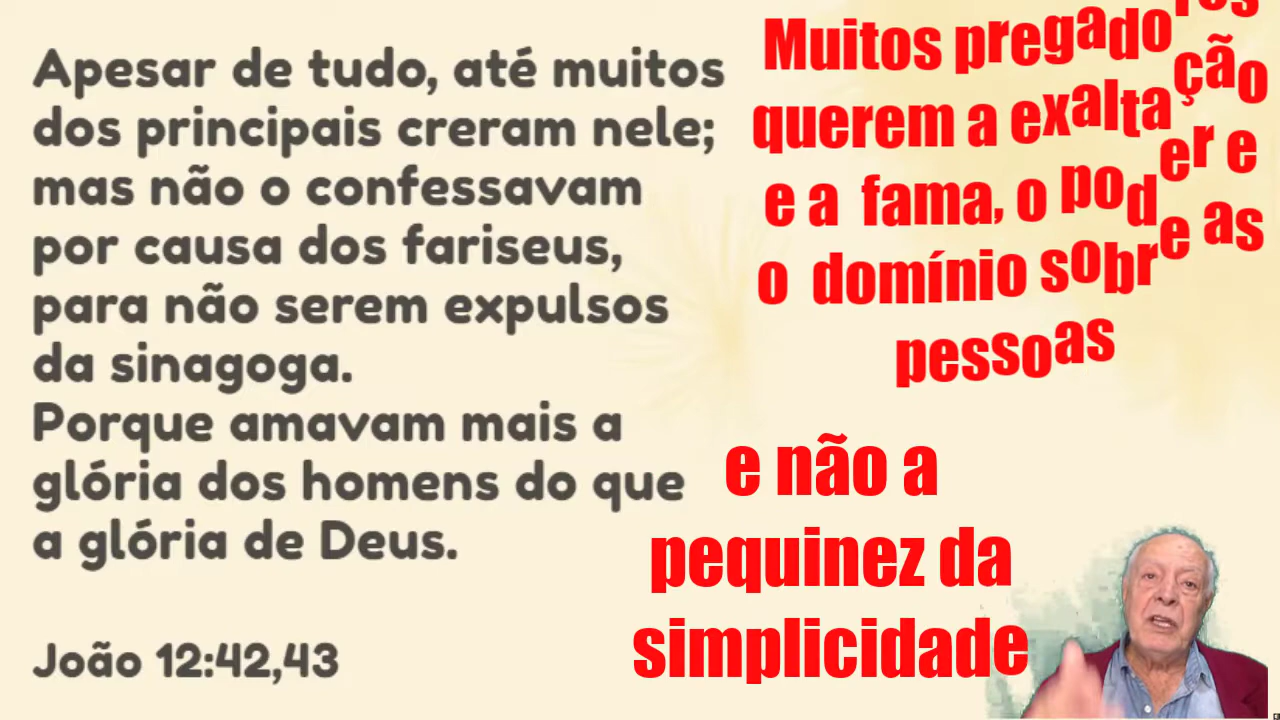 Apesar de tudo, até muitos
dos principais creram nele;
mas não o confessavam
por causa dos fariseus,
para não serem expulsos
da sinagoga.
Porque amavam mais a
glória dos homens do que
a glória de Deus.
João 12:42,43
Muitos pregadores
querem a exaltação
e a fama, o poder e
o domínio sobre as
pessoas
e não a
pequinez da
simplicidade